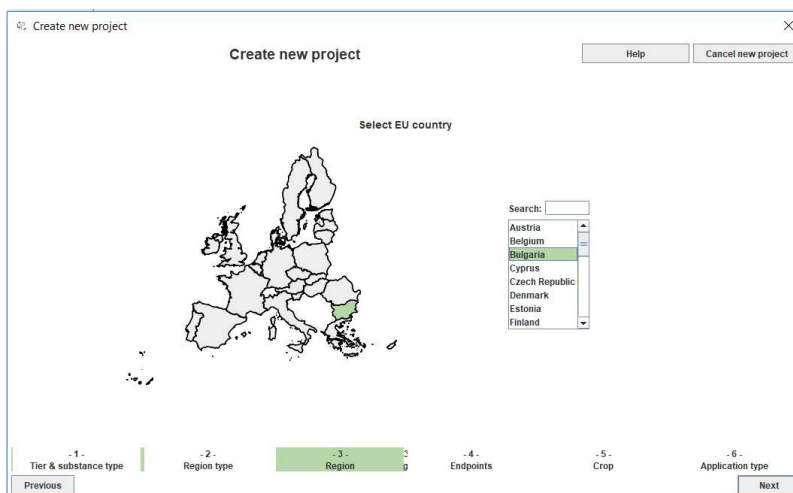 Create new project
Create new project
Help
Cancel new project
Select EU country
Search:
Austria
Belgium
Bulgaria
Cyprus
Czech Republic
Denmark
Estonia
Finland
- 1 -
Tier & substance type
- 2 -
Region type
- 3 -
Region
- 4 -
Endpoints
- 5 -
Crop
- 6 -
Application type
Previous
Next